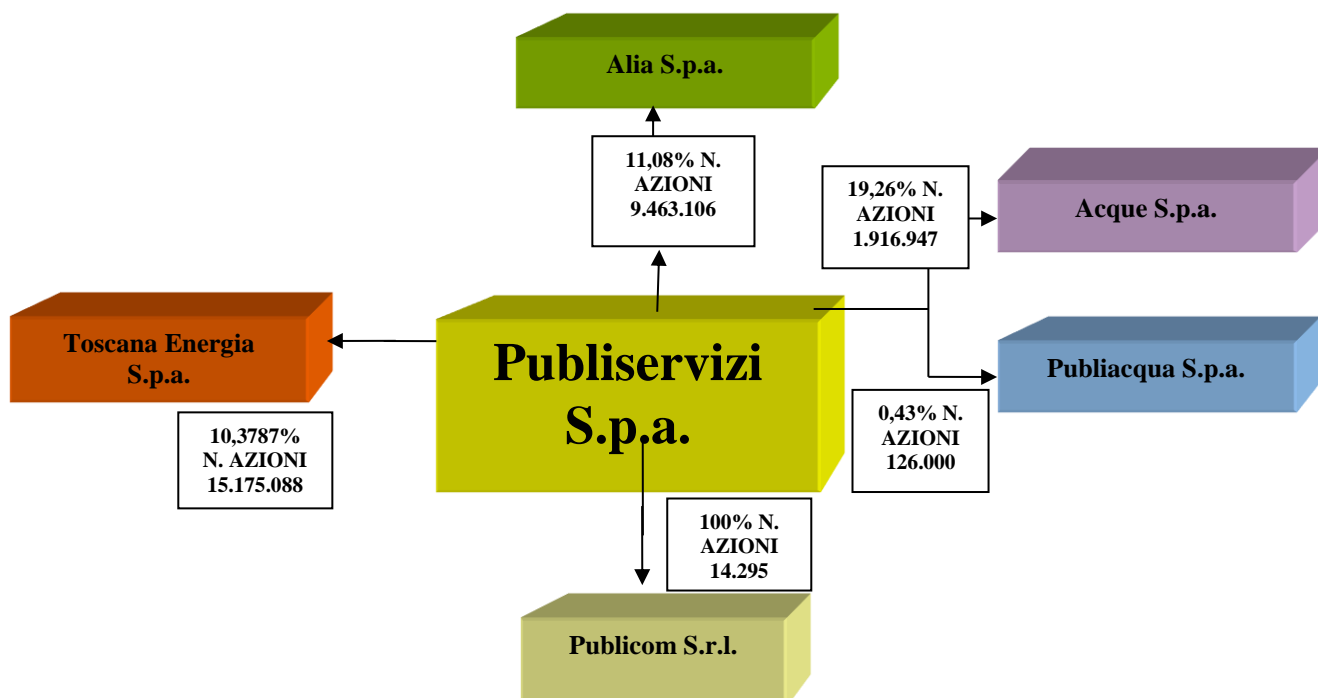 Alia S.p.a.
11,08% N.
AZIONI
9.463.106
19,26% N.
AZIONI
1.916.947
Acque S.p.a.
Toscana Energia
S.p.a.
Publiservizi
S.p.a.
Publiacqua S.p.a.
10,3787%
N. AZIONI
15.175.088
0,43% N.
AZIONI
126.000
100% N.
AZIONI
14.295
Publicom S.r.l.